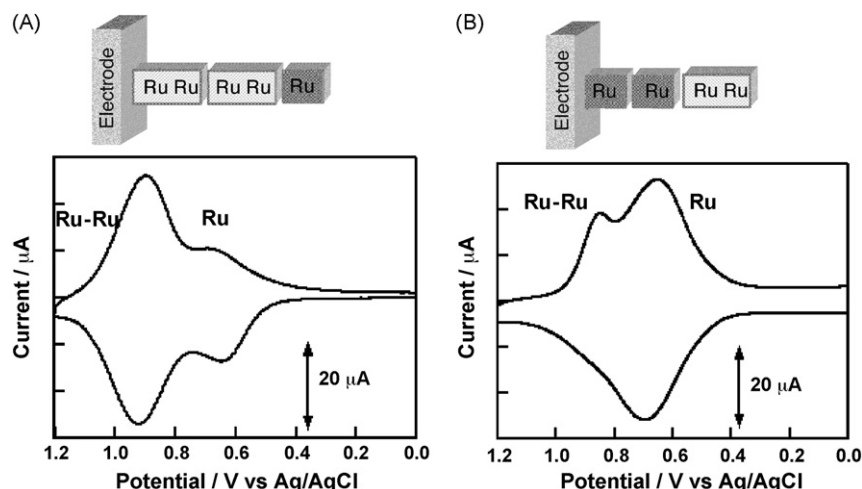 (A)
Electrode
Ru Ru
Ru Ru
Ru
Ru-Ru
Ru
Current / μA
20 μA
1.2 1.0 0.8 0.6 0.4 0.2 0.0
Potential / V vs Ag/AgCl
(B)
Electrode
Ru
Ru
Ru Ru
Ru-Ru
Ru
Current / μA
20 μA
1.2 1.0 0.8 0.6 0.4 0.2 0.0
Potential / V vs Ag/AgCl